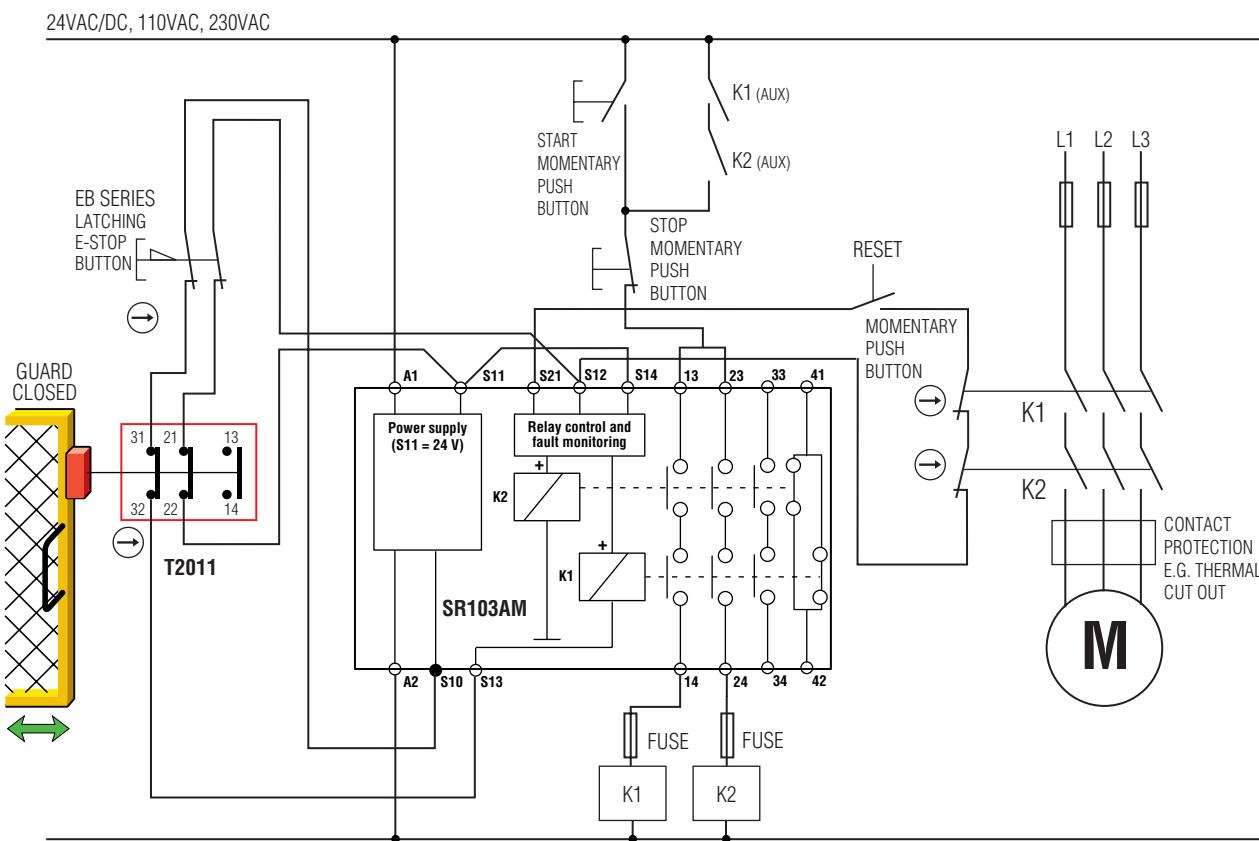 24VAC/DC, 110VAC, 230VAC
K1 (AUX)
START
MOMENTARY
PUSH
BUTTON
K2 (AUX)
L1 L2 L3
EB SERIES
LATCHING
E-STOP
BUTTON
STOP
MOMENTARY
PUSH
BUTTON
RESET
MOMENTARY
PUSH
BUTTON
GUARD
CLOSED
A1 S11 S21 S12 S14 13 23 33 41
K1
31 21 13
Power supply
(S11 = 24 V)
Relay control and
fault monitoring
+
K2
K2
32 22 14
T2011
+
K1
CONTACT
PROTECTION
E.G. THERMAL
CUT OUT
SR103AM
M
A2 S10 S13 14 24 34 42
FUSE FUSE
K1 K2